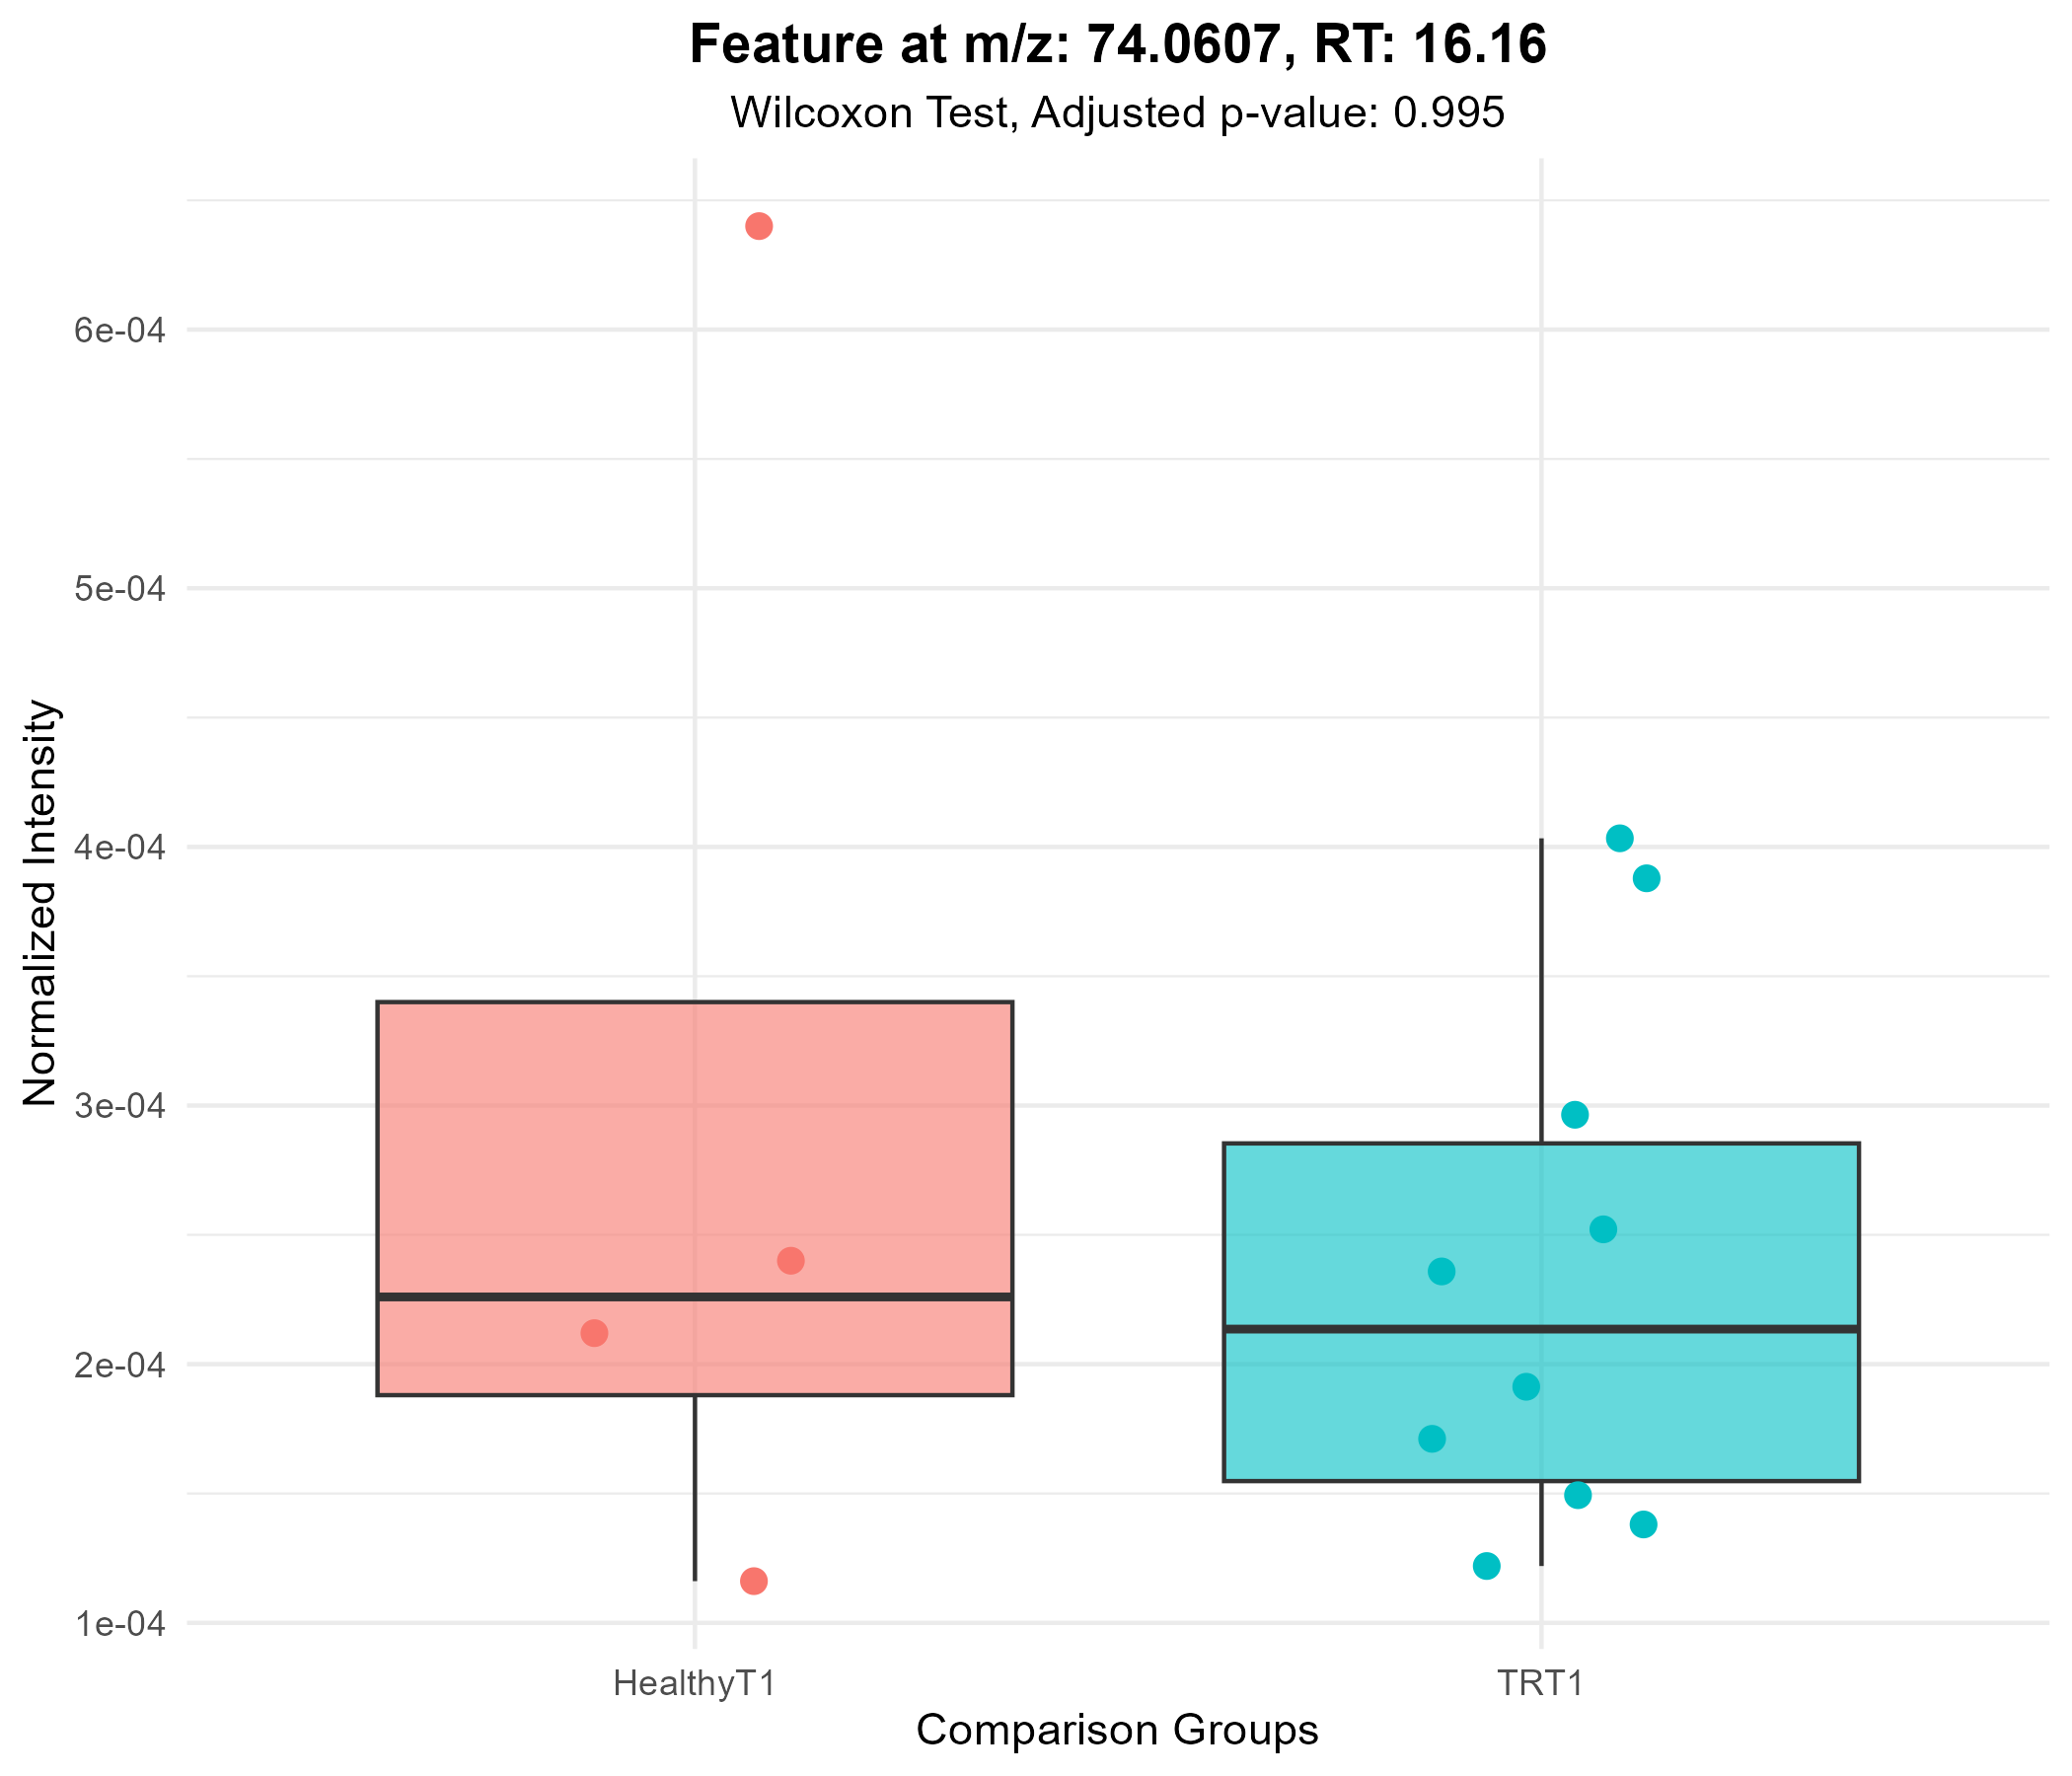 Feature at m/z: 74.0607, RT: 16.16
Wilcoxon Test, Adjusted p-value: 0.995
Normalized Intensity
6e-04
5e-04
4e-04
3e-04
2e-04
1e-04
HealthyT1
TRT1
Comparison Groups